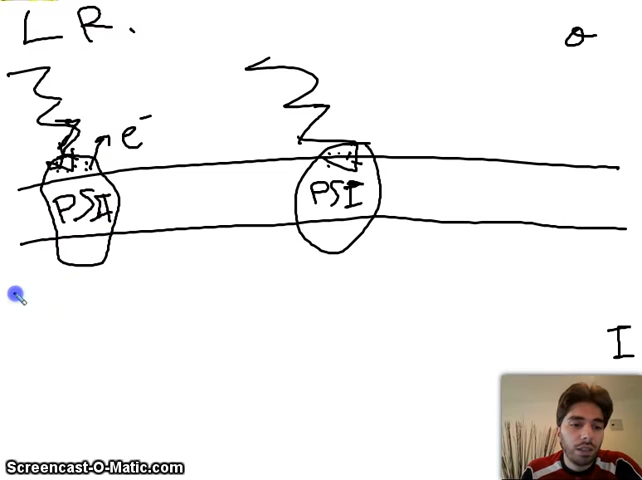 L R.
o
e-
PSII
PSI
I
Screencast-O-Matic.com